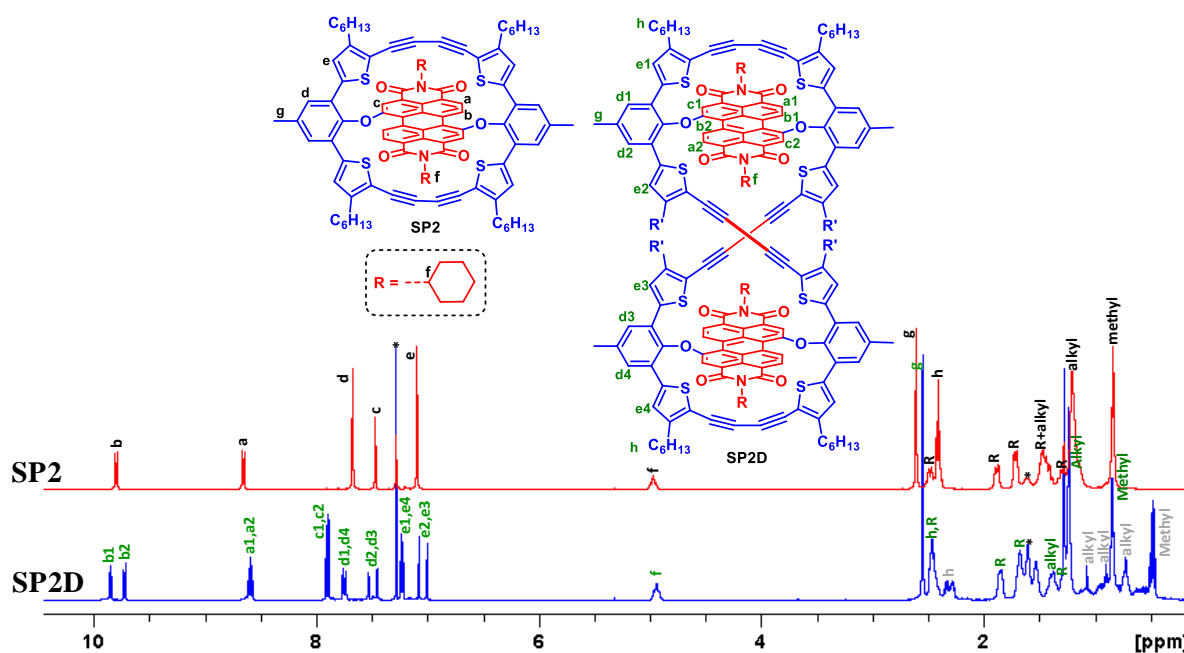 C6H13
C6H13
h
C6H13
C6H13
e
S
S
R
N
O
O
d
c
a
g
O
b
O
O
O
N
R f
S
S
C6H13
C6H13
SP2
R =
f
e1
S
S
R
N
O
O
d1
c1
a1
g
O
b1
O
b2
d2
a2
c2
O
O
N
R
f
S
S
e2
R'
R'
R'
R'
e3
S
S
R
N
O
O
d3
O
O
d4
O
O
N
R
S
S
e4
h
C6H13
C6H13
SP2D
SP2
b
a
d
c
*
e
f
g
R
h
R
R
*
R+alkyl
R
alkyl
methyl
SP2D
b1
b2
a1,a2
c1,c2
d1,d4
d2,d3
e1,e4
e2,e3
f
g
h,R
h
R
R
*
alkyl
R
Alkyl
alkyl
alkyl
Methyl
alkyl
Methyl
10
8
6
4
2
[ppm]